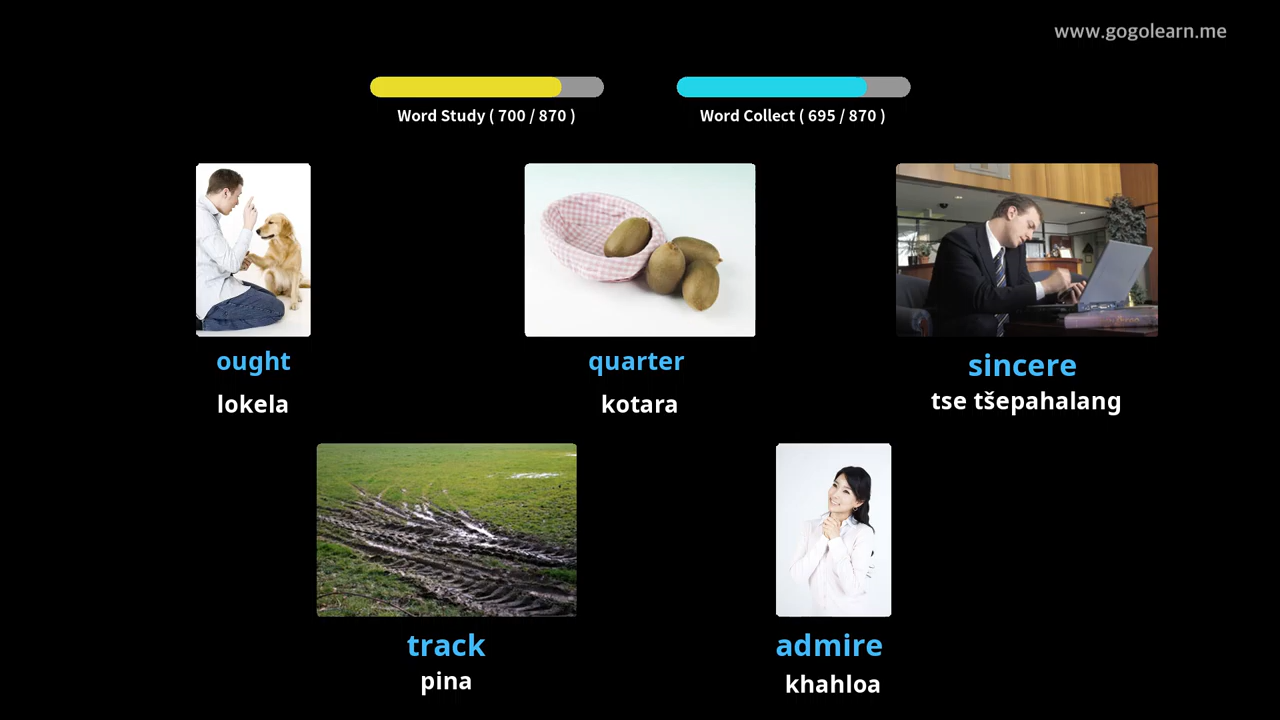 www.gogolearn.me
Word Study ( 700 / 870 )
Word Collect ( 695 / 870 )
ought
lokela
quarter
kotara
sincere
tse tšepahalang
track
pina
admire
khahloa